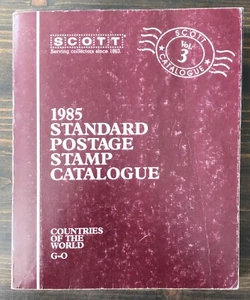 SCOTT
Serving collectors since 1863.
SCOTT
Vol.
3
CATALOGUE
1985
STANDARD
POSTAGE
STAMP
CATALOGUE
COUNTRIES
OF THE
WORLD
G-O